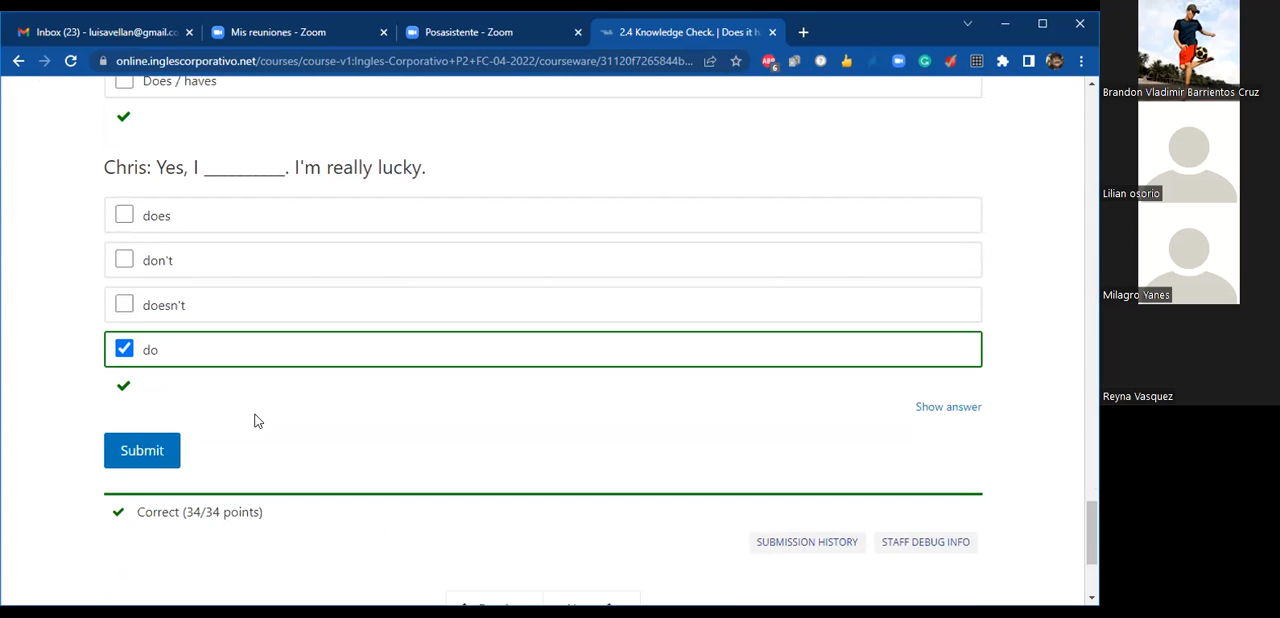 Inbox (23) - luisavellan@gmail.cc
Mis reuniones - Zoom
Posasistente - Zoom
2.4 Knowledge Check. | Does it h
online.inglescorporativo.net/courses/course-v1:Ingles-Corporativo+P2+FC-04-2022/courseware/31120f7265844b...
Does / haves
Chris: Yes, I __________. I'm really lucky.
does
don't
doesn't
do
Show answer
Submit
Correct (34/34 points)
SUBMISSION HISTORY
STAFF DEBUG INFO
Brandon Vladimir Barrientos Cruz
Lilian osorio
Milagro Yanes
Reyna Vasquez